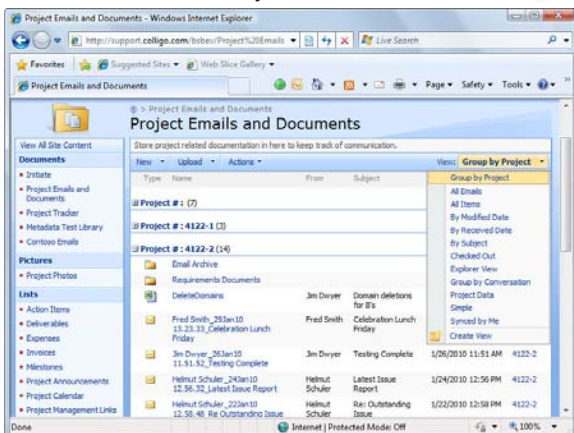 Project Emails and Documents - Windows Internet Explorer
http://support.colligo.com/bsbev/Project%20Emails
Live Search
Favorites
Suggested Sites
Web Slice Gallery
Project Emails and Documents
Page
Safety
Tools
> Project Emails and Documents
Project Emails and Documents
View All Site Content
Documents
Initiate
Project Emails and Documents
Project Tracker
Metadata Test Library
Contoso Emails
Pictures
Project Photos
Lists
Action Items
Deliverables
Expenses
Invoices
Milestones
Project Announcements
Project Calendar
Project Management Links
Store project related documentation in here to keep track of communication.
New Upload Actions View: Group by Project
Type Name From Subject
Project # : (7)
Project # : 4122-1 (3)
Project # : 4122-2 (14)
Email Archive
Requirements Documents
DeleteDomains Jim Dwyer Domain deletions for B's
Fred Smith_29Jan10 13.23.33_Celebration Lunch Friday Fred Smith Celebration Lunch Friday
Jim Dwyer_26Jan10 11.51.52_Testing Complete Jim Dwyer Testing Complete 1/26/2010 11:51 AM 4122-2
Helmut Schuler_24Jan10 12.56.32_Latest Issue Report Helmut Schuler Latest Issue Report 1/24/2010 12:56 PM 4122-2
Helmut Schuler_22Jan10 12.58.48_Re Outstanding Issue Helmut Schuler Re: Outstanding Issue 1/22/2010 12:58 PM 4122-2
Group by Project
All Emails
All Items
By Modified Date
By Received Date
By Subject
Checked Out
Explorer View
Group by Conversation
Project Data
Simple
Synced by Me
Create View
Done
Internet | Protected Mode: Off
100%